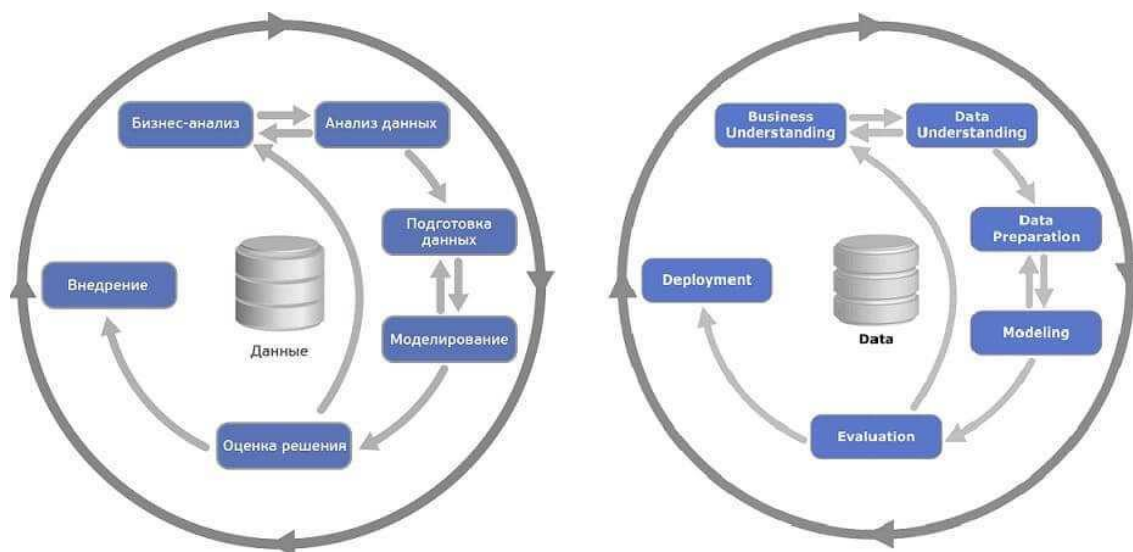 Бизнес-анализ
Анализ данных
Подготовка
данных
Внедрение
Данные
Моделирование
Оценка решения
Business
Understanding
Data
Understanding
Data
Preparation
Deployment
Data
Modeling
Evaluation